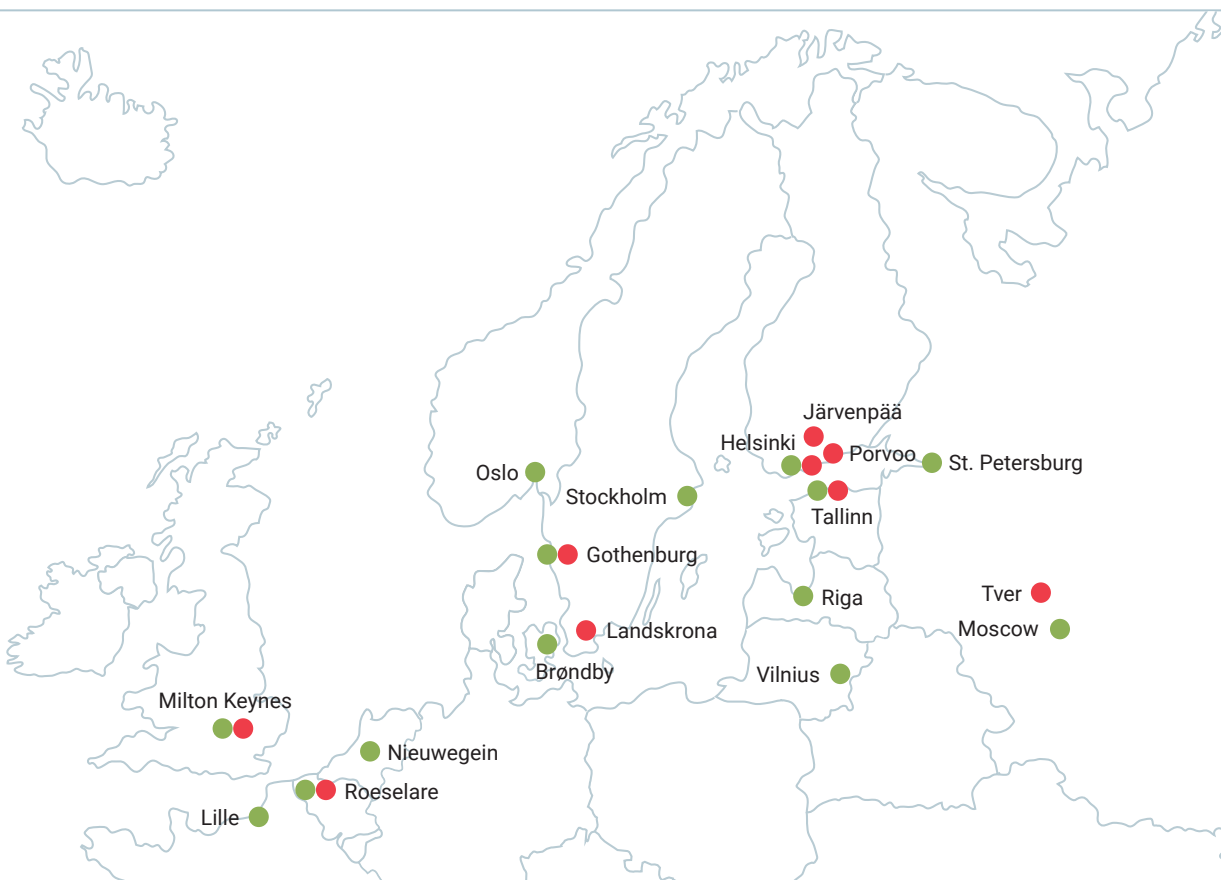 Järvenpää
Helsinki
Porvoo
St. Petersburg
Oslo
Stockholm
Tallinn
Gothenburg
Tver
Riga
Moscow
Landskrona
Brøndby
Vilnius
Milton Keynes
Nieuwegein
Roeselare
Lille